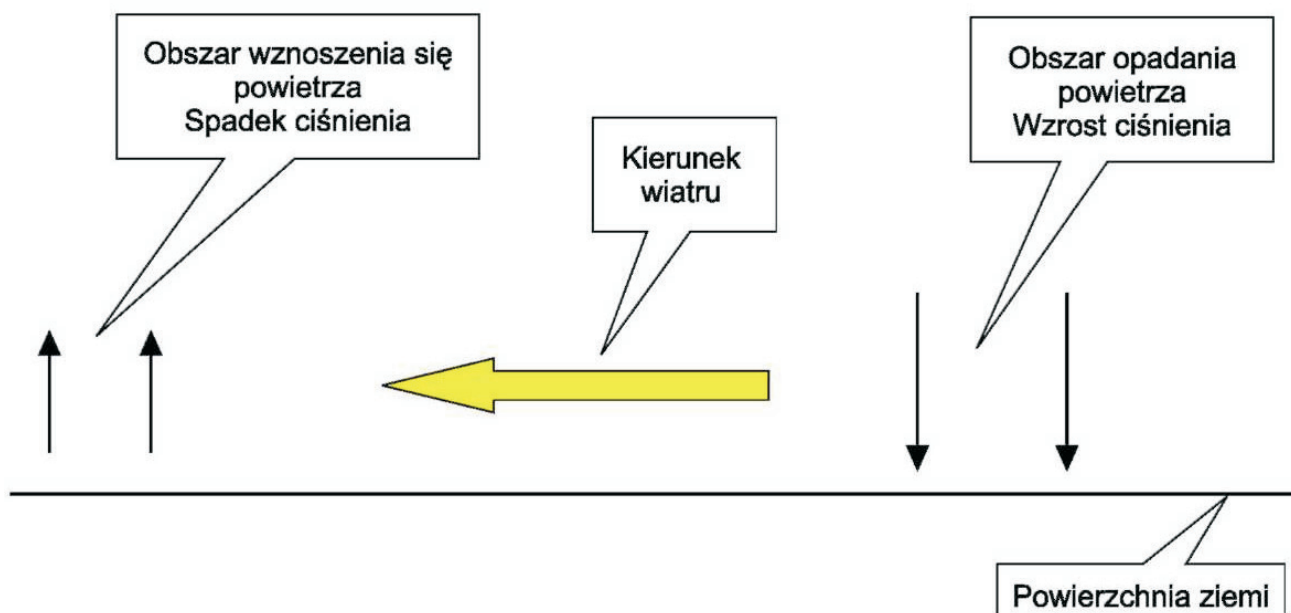 Obszar wznoszenia się
powietrza
Spadek ciśnienia
Kierunek
wiatru
Obszar opadania
powietrza
Wzrost ciśnienia
Powierzchnia ziemi